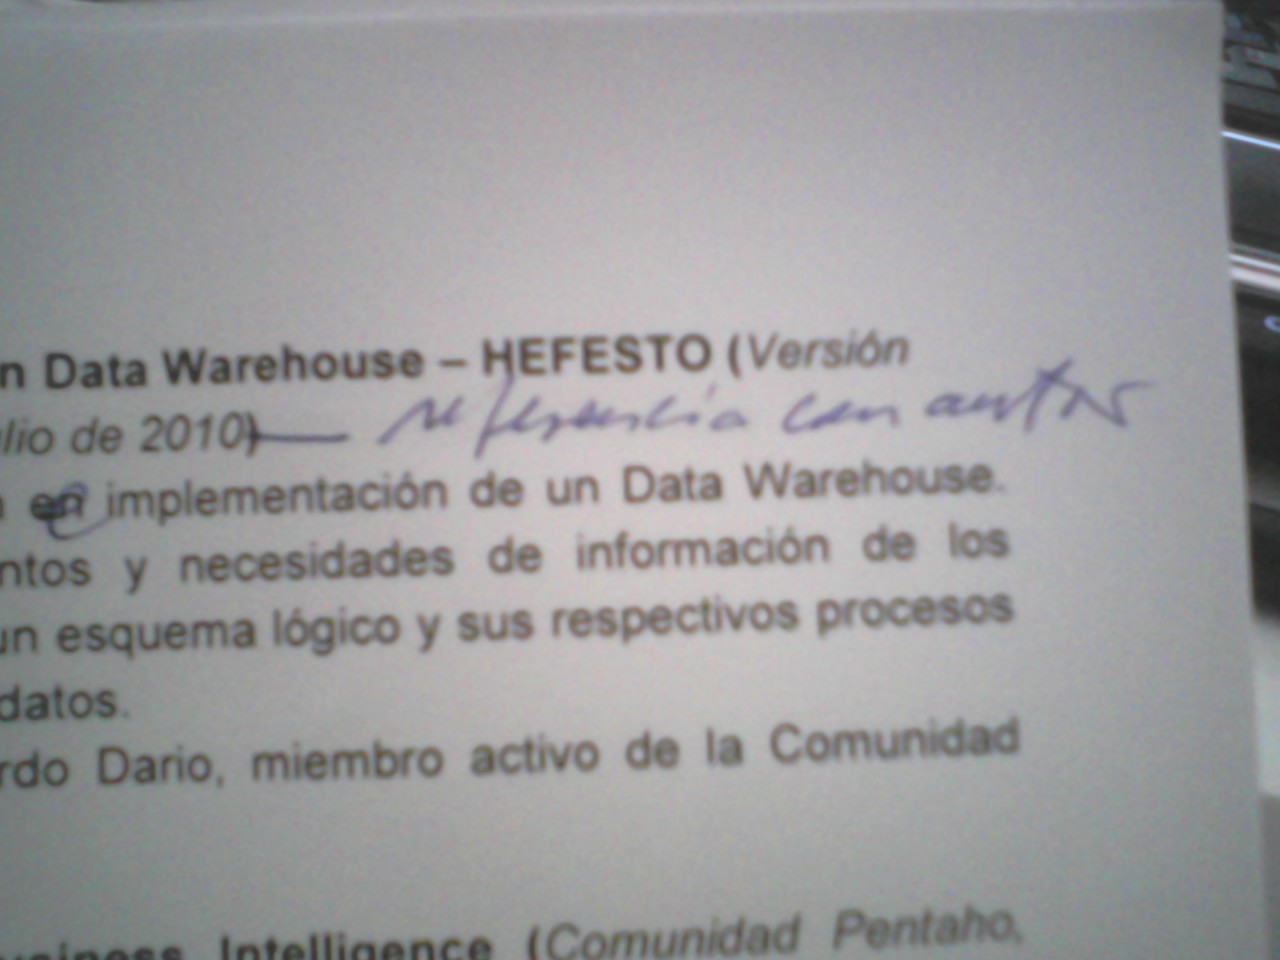 n Data Warehouse – HEFESTO (Versión
ulio de 2010) referencia con autor
en implementación de un Data Warehouse.
ntos y necesidades de información de los
un esquema lógico y sus respectivos procesos
datos.
rdo Dario, miembro activo de la Comunidad
usiness Intelligence (Comunidad Pentaho,